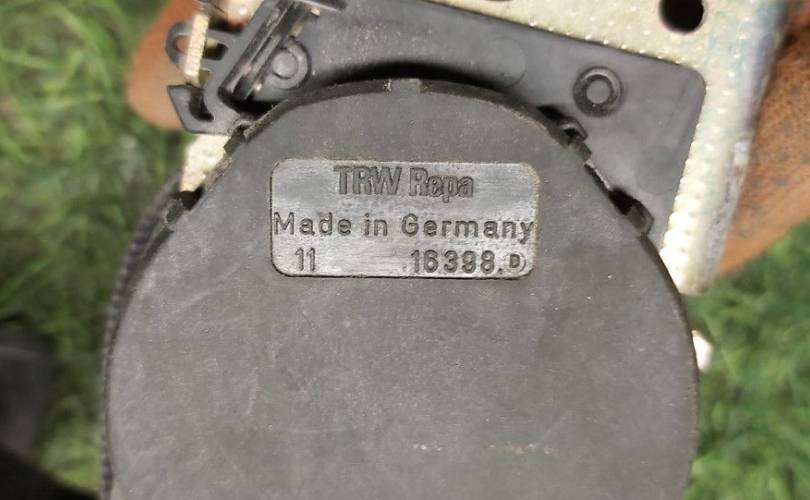 TRW Repa
Made in Germany
11 16398.D